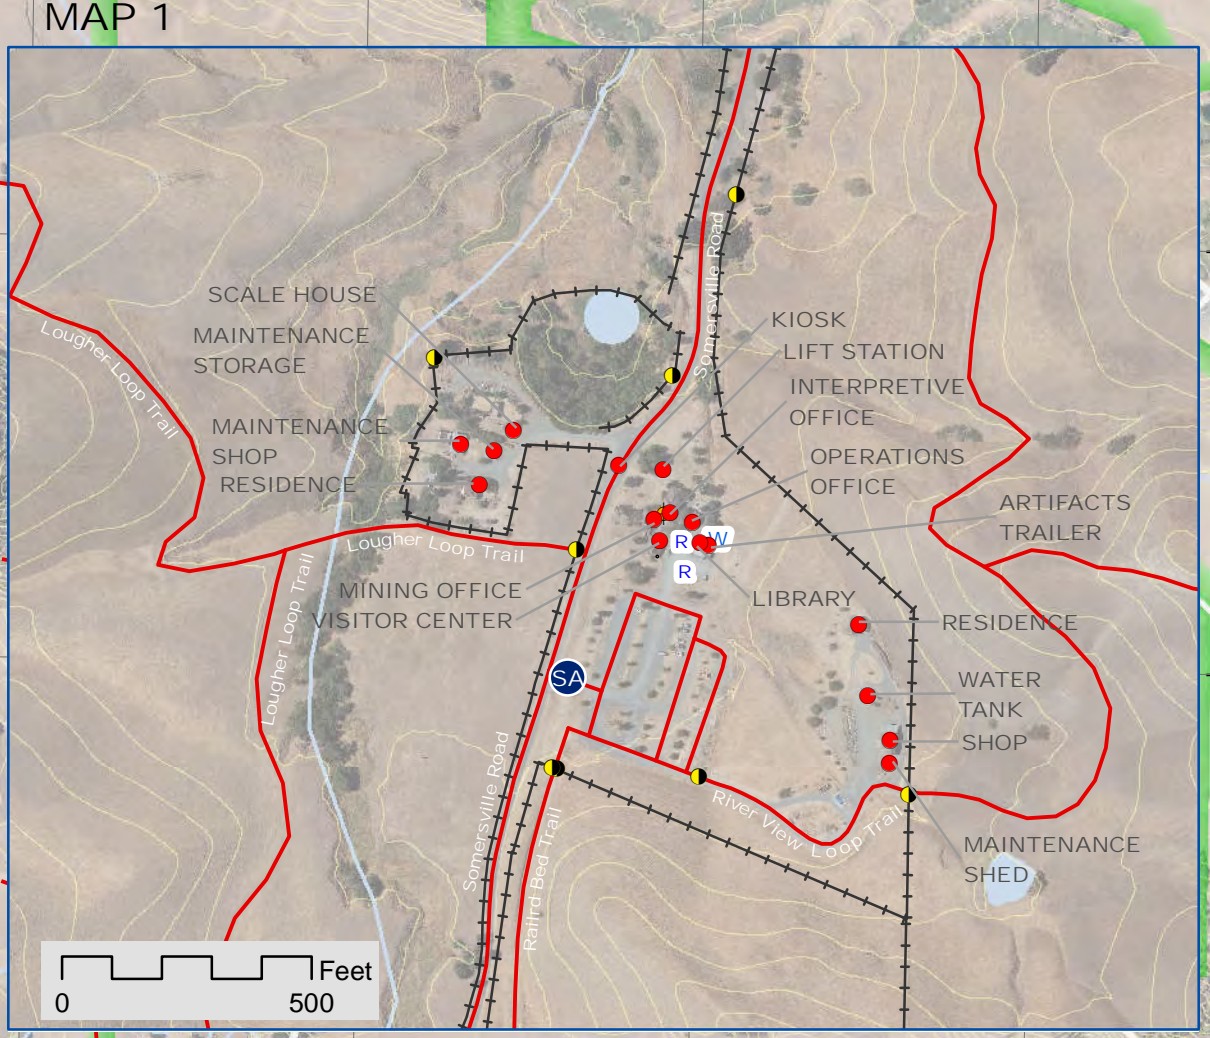 MAP 1
Somersville Road
SCALE HOUSE
MAINTENANCE
STORAGE
KIOSK
LIFT STATION
INTERPRETIVE
OFFICE
Lougher Loop Trail
MAINTENANCE
SHOP
RESIDENCE
OPERATIONS
OFFICE
ARTIFACTS
TRAILER
Lougher Loop Trail
R
W
R
MINING OFFICE
VISITOR CENTER
LIBRARY
RESIDENCE
Lougher Loop Trail
SA
WATER
TANK
SHOP
Somersville Road
Railrd Bed Trail
River View Loop Trail
MAINTENANCE
SHED
Feet
0 500